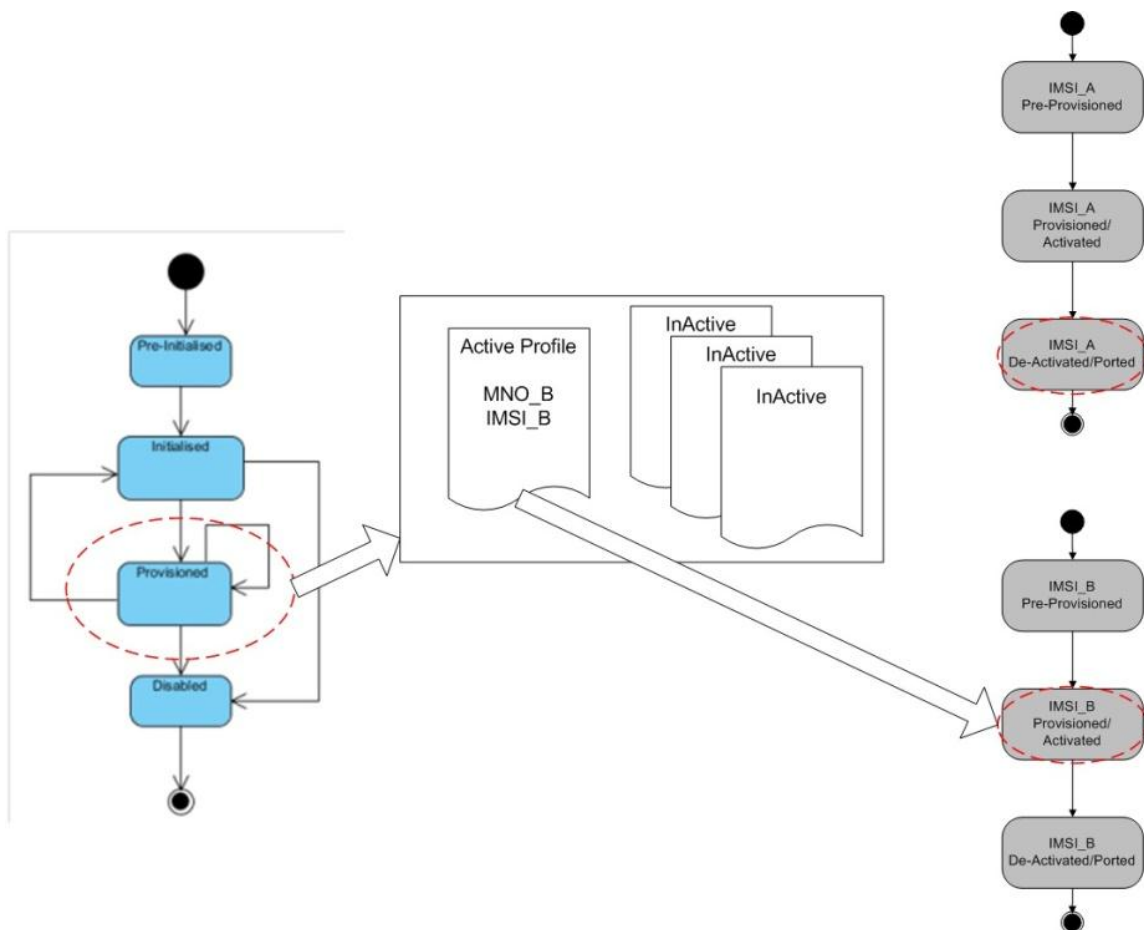 Pre-Initialised
Initialised
Provisioned
Disabled
Active Profile
MNO_B
IMSI_B
InActive
InActive
InActive
IMSI_A
Pre-Provisioned
IMSI_A
Provisioned/
Activated
IMSI_A
De-Activated/Ported
IMSI_B
Pre-Provisioned
IMSI_B
Provisioned/
Activated
IMSI_B
De-Activated/Ported